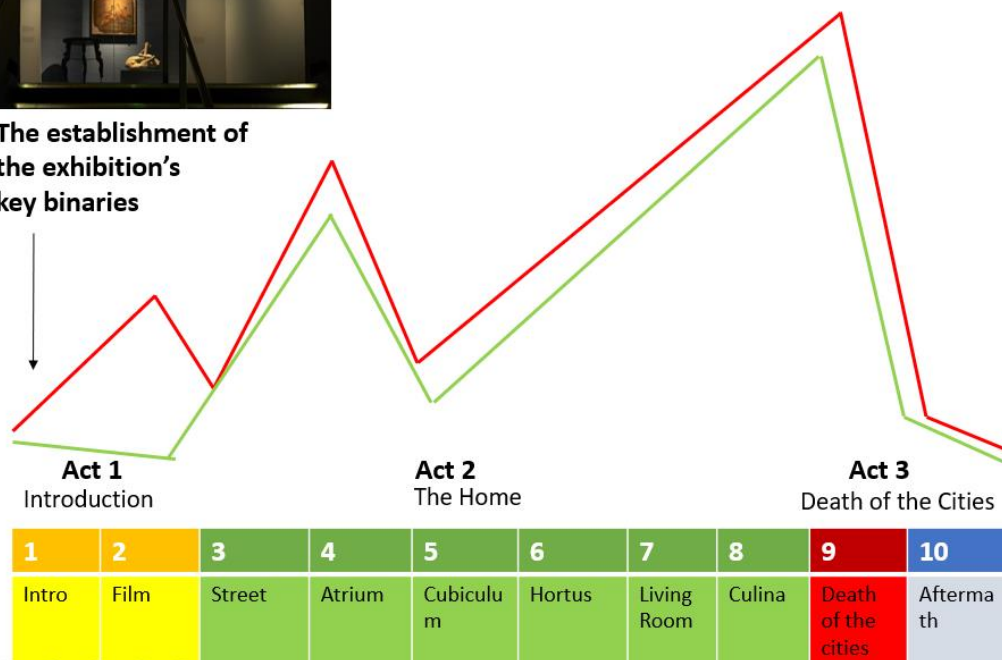 The establishment of
the exhibition's
key binaries
Act 1
Introduction
Act 2
The Home
Act 3
Death of the Cities
1
2
3
4
5
6
7
8
9
10
Intro
Film
Street
Atrium
Cubiculu
m
Hortus
Living
Room
Culina
Death
of the
cities
Afterma
th